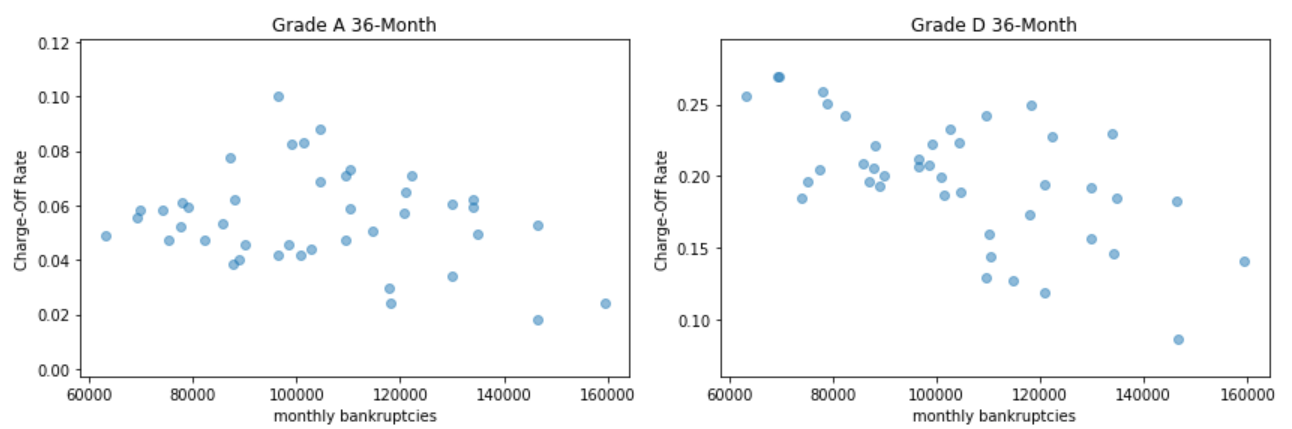 Grade A 36-Month
0.12
0.10
0.08
0.06
0.04
0.02
0.00
Charge-Off Rate
60000 80000 100000 120000 140000 160000
monthly bankruptcies
Grade D 36-Month
0.25
0.20
0.15
0.10
Charge-Off Rate
60000 80000 100000 120000 140000 160000
monthly bankruptcies